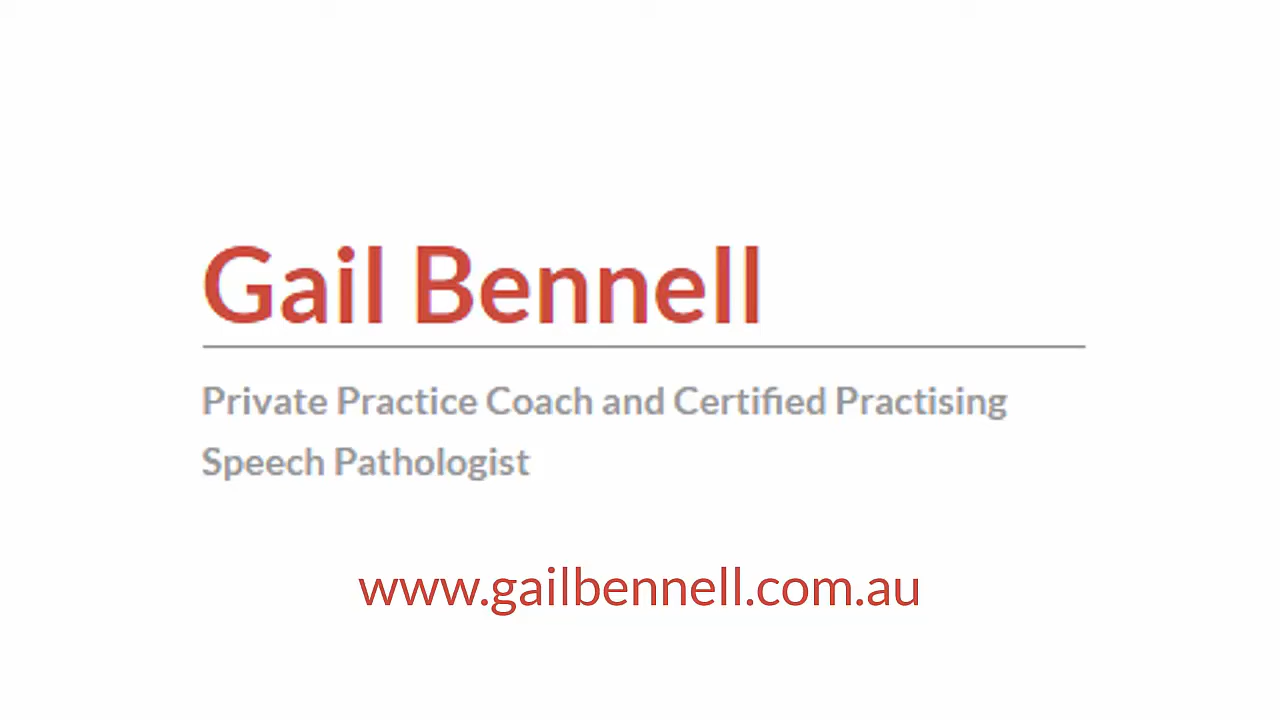 Gail Bennell
Private Practice Coach and Certified Practising
Speech Pathologist
www.gailbennell.com.au